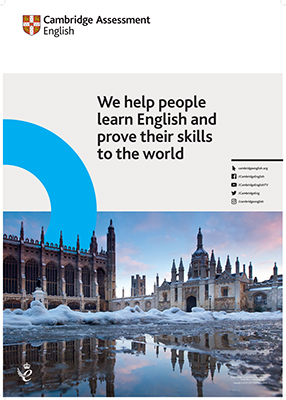 Cambridge Assessment
English
We help people
learn English and
prove their skills
to the world
cambridgeenglish.org
/CambridgeEnglish
/CambridgeEnglishTV
/CambridgeEng
/cambridgeenglish